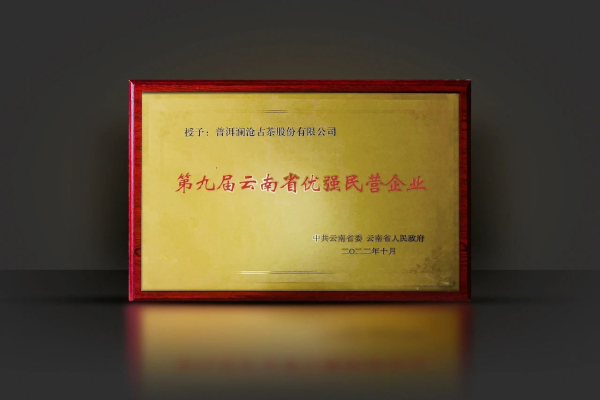 授予：普洱澜沧古茶股份有限公司
第九届云南省优强民营企业
中共云南省委 云南省人民政府
二〇二二年十月